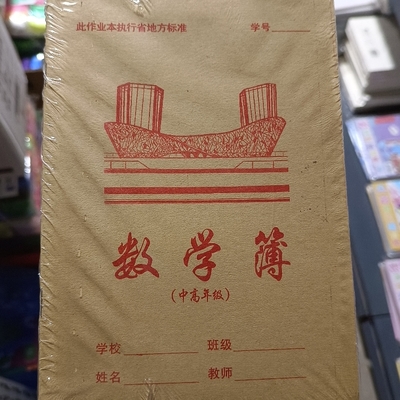 此作业本执行省地方标准 学号
数学簿
(中高年级)
学校 班级
姓名 教师